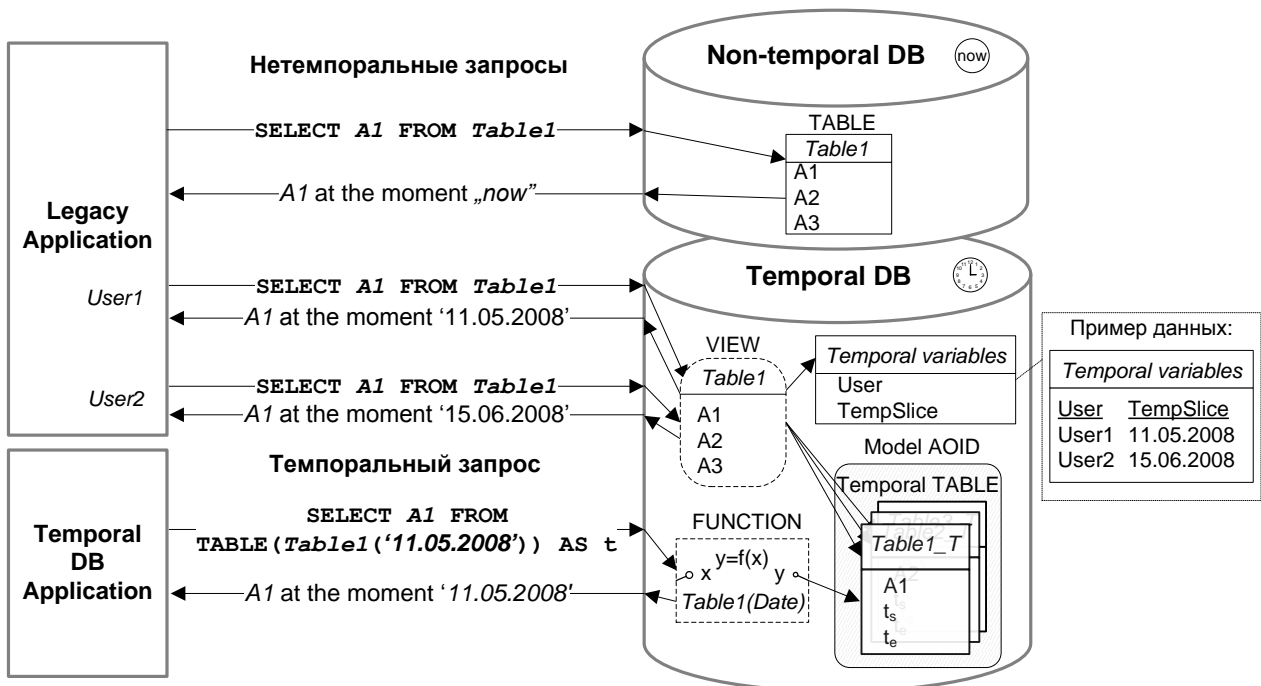 Нетемпоральные запросы
Non-temporal DB
now
SELECT A1 FROM Table1
TABLE
Table1
A1
A2
A3
A1 at the moment „now”
Legacy
Application
User1
SELECT A1 FROM Table1
A1 at the moment ‘11.05.2008’
User2
SELECT A1 FROM Table1
A1 at the moment ‘15.06.2008’
Temporal DB
VIEW
Table1
A1
A2
A3
Temporal variables
User
TempSlice
Пример данных:
Temporal variables
User TempSlice
User1 11.05.2008
User2 15.06.2008
Model AOID
Temporal TABLE
Table1_T
A1
ts
te
Темпоральный запрос
Temporal
DB
Application
SELECT A1 FROM
TABLE(Table1(‘11.05.2008’)) AS t
A1 at the moment ‘11.05.2008’
FUNCTION
y=f(x)
x y
Table1(Date)